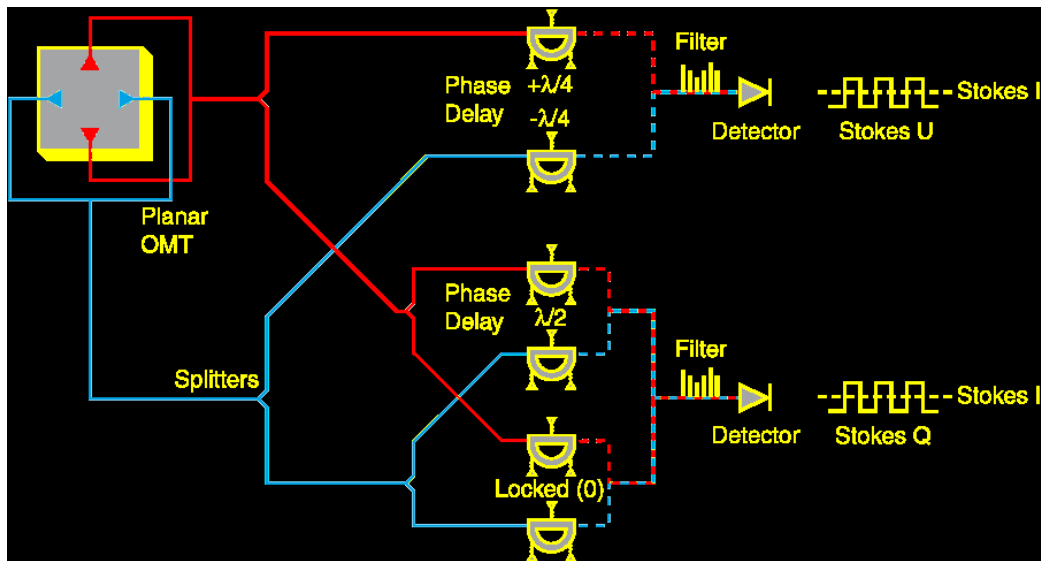 Filter
Phase
Delay
+λ/4
-λ/4
Detector
Stokes I
Stokes U
Planar
OMT
Phase
Delay
λ/2
Splitters
Filter
Detector
Stokes I
Stokes Q
Locked (0)